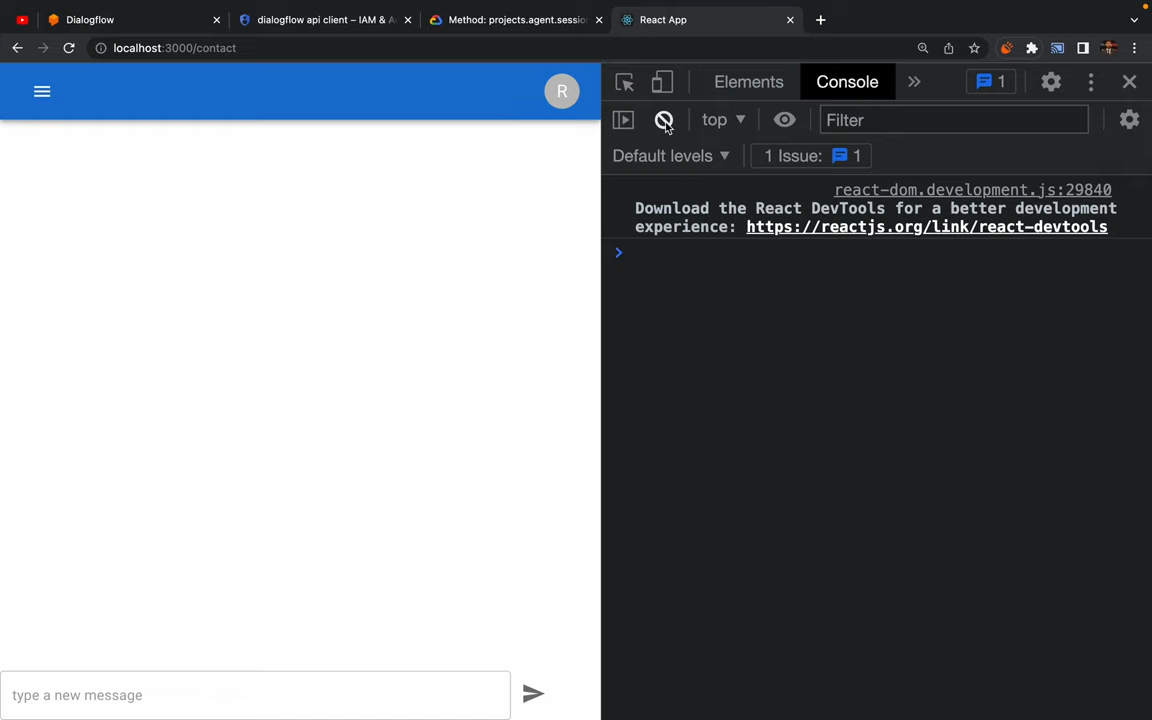 Dialogflow
dialogflow api client – IAM & A
Method: projects.agent.sessio
React App
localhost:3000/contact
R
Elements
Console
1
top
Filter
Default levels
1 Issue:
1
react-dom.development.js:29840
Download the React DevTools for a better development
experience: https://reactjs.org/link/react-devtools
type a new message